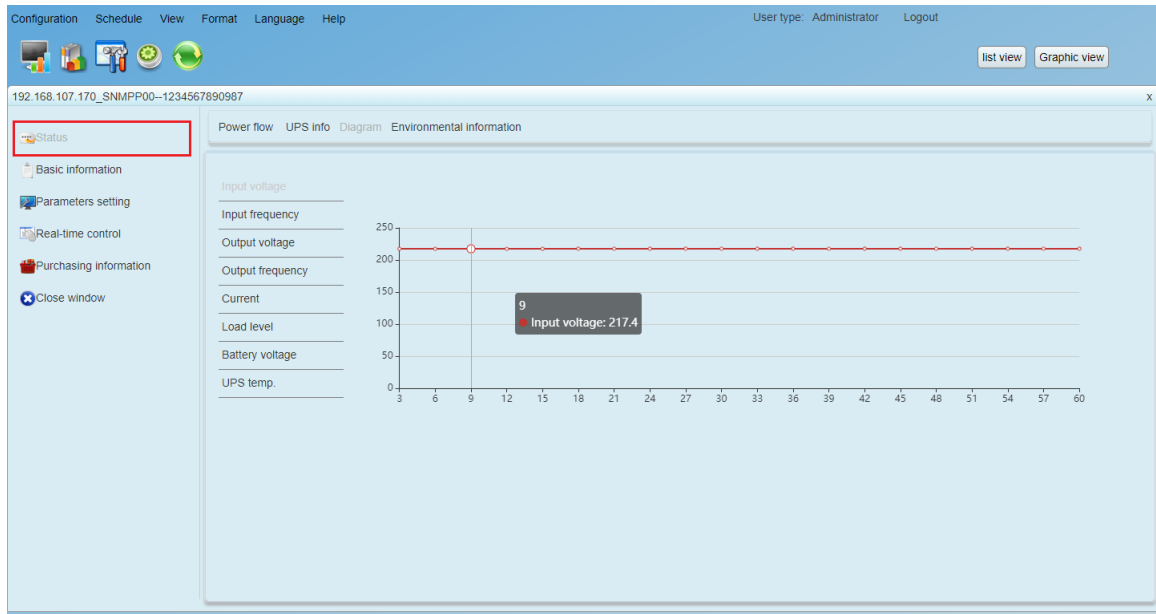 Configuration Schedule View Format Language Help User type: Administrator Logout
list view Graphic view
192.168.107.170_SNMPP00--1234567890987 x
Status
Basic information
Parameters setting
Real-time control
Purchasing information
Close window
Power flow UPS info Diagram Environmental information
Input voltage
Input frequency
Output voltage
Output frequency
Current
Load level
Battery voltage
UPS temp.
250
200
150
100
50
0
9
Input voltage: 217.4
3 6 9 12 15 18 21 24 27 30 33 36 39 42 45 48 51 54 57 60